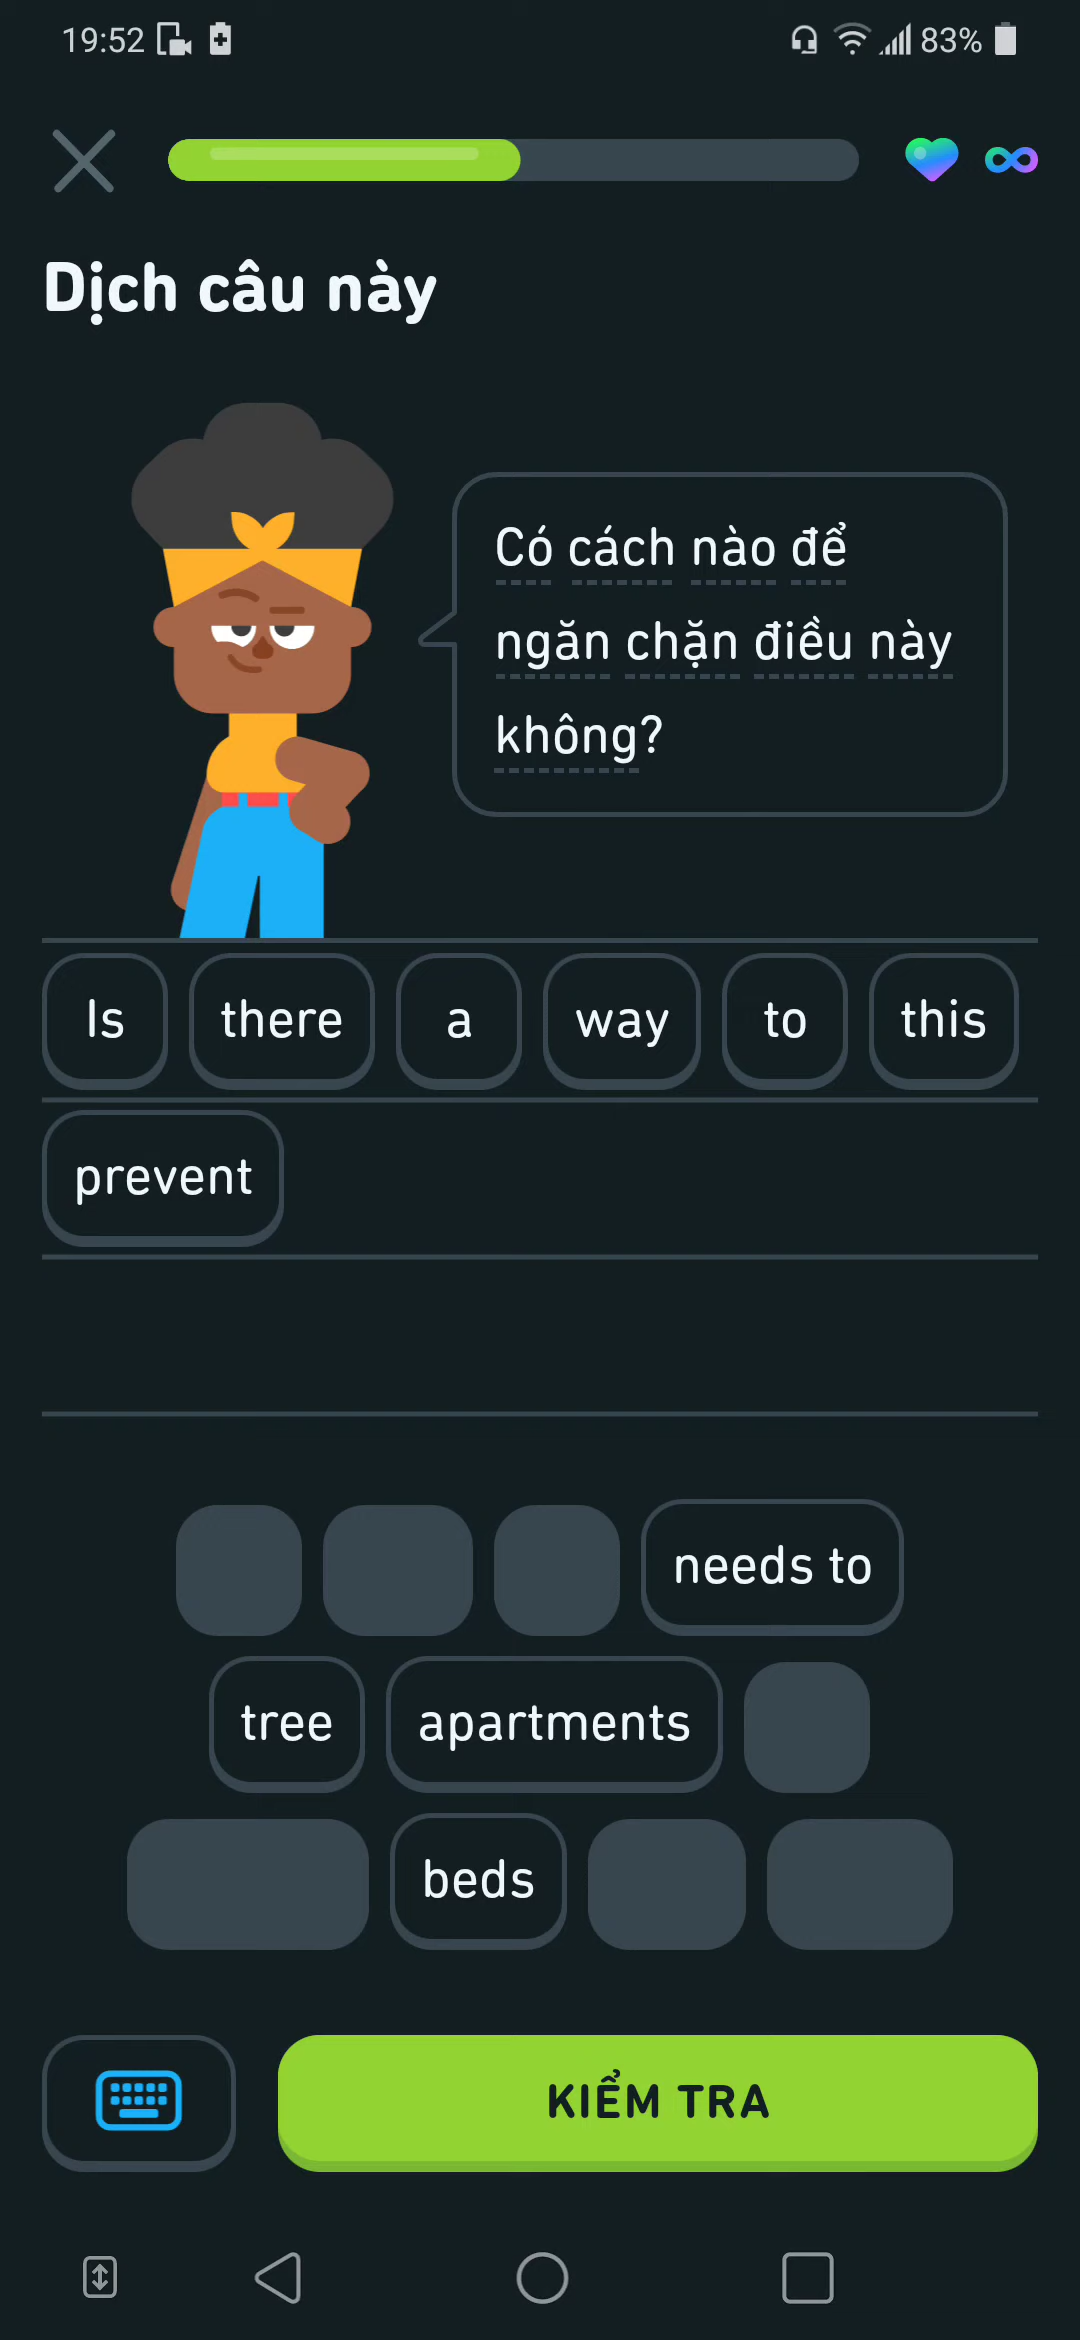 19:52
83%
Dịch câu này
Có cách nào để
ngăn chặn điều này
không?
Is there a way to this
prevent
needs to
tree apartments
beds
KIỂM TRA